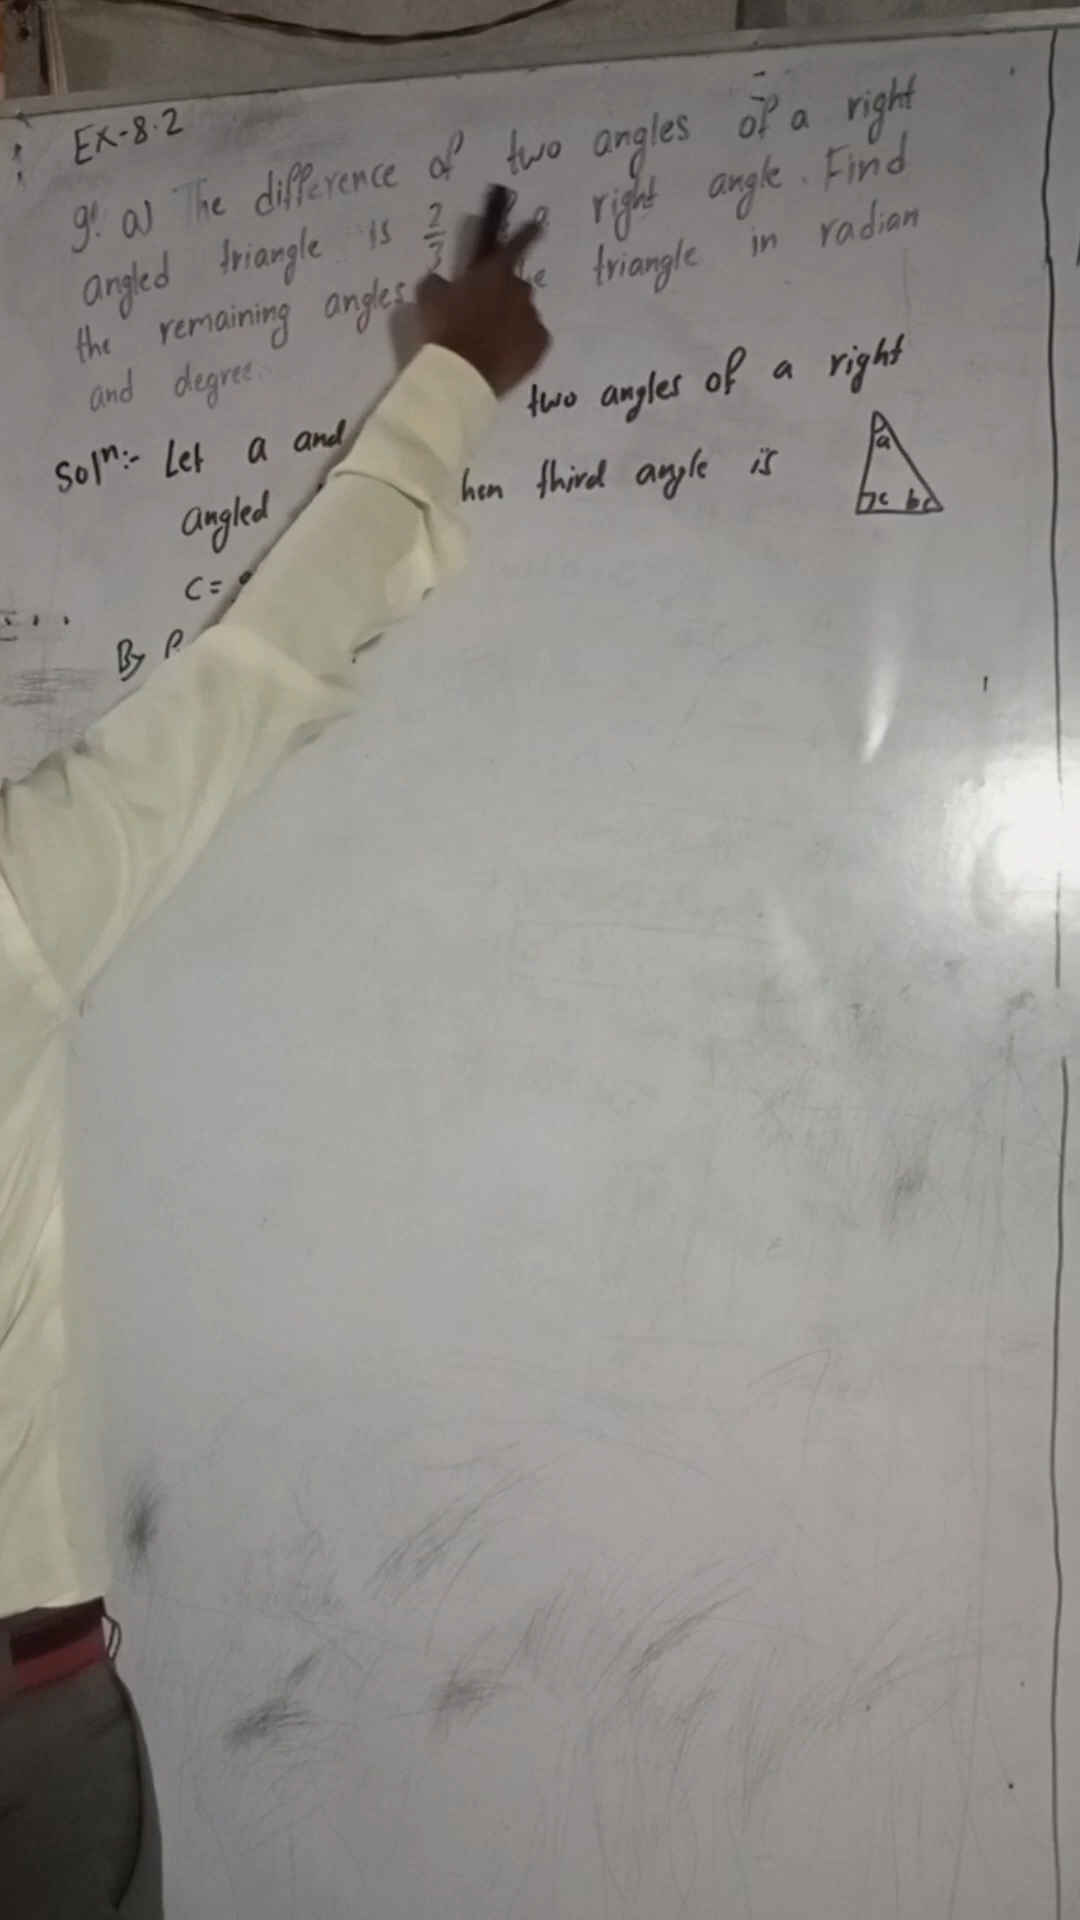 Ex-8.2
9. a) The difference of two angles of a right
angled triangle is 2/3 a right angle. Find
the remaining angles triangle in radian
and degree.
Solⁿ:- Let a and two angles of a right
angled hen third angle is
a
c b
c =
By